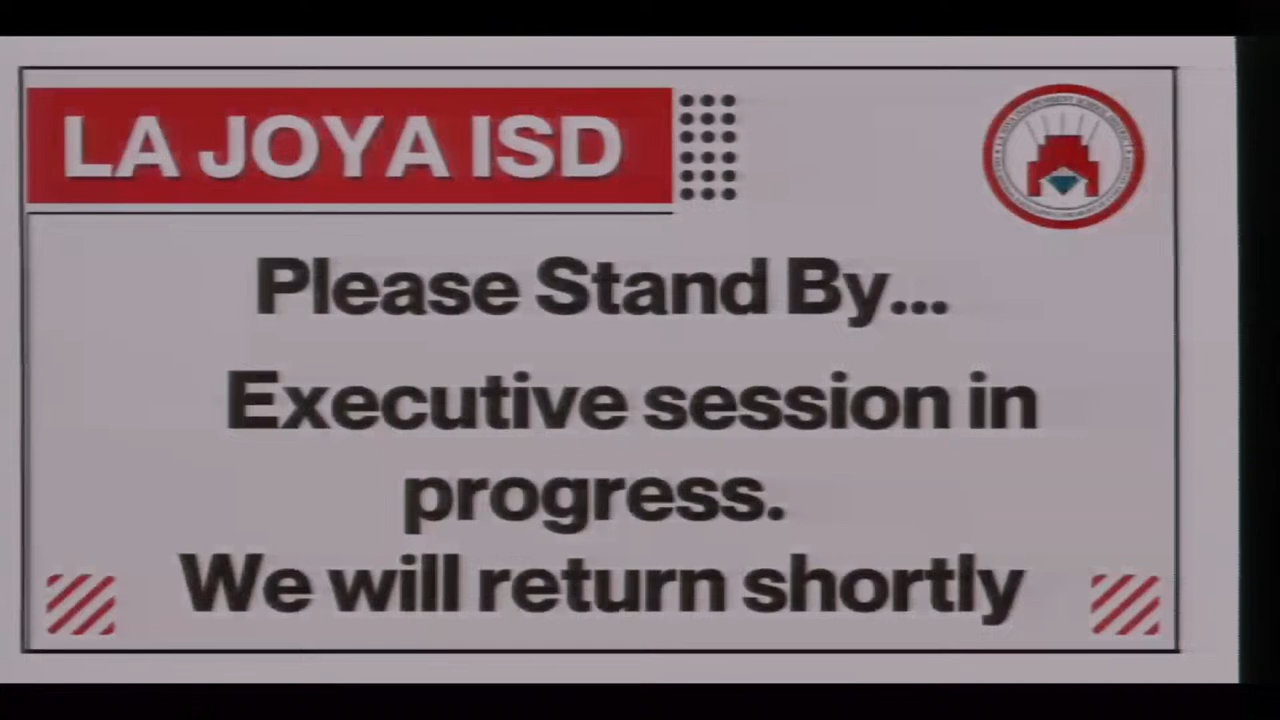 LA JOYA ISD
Please Stand By...
Executive session in
progress.
We will return shortly